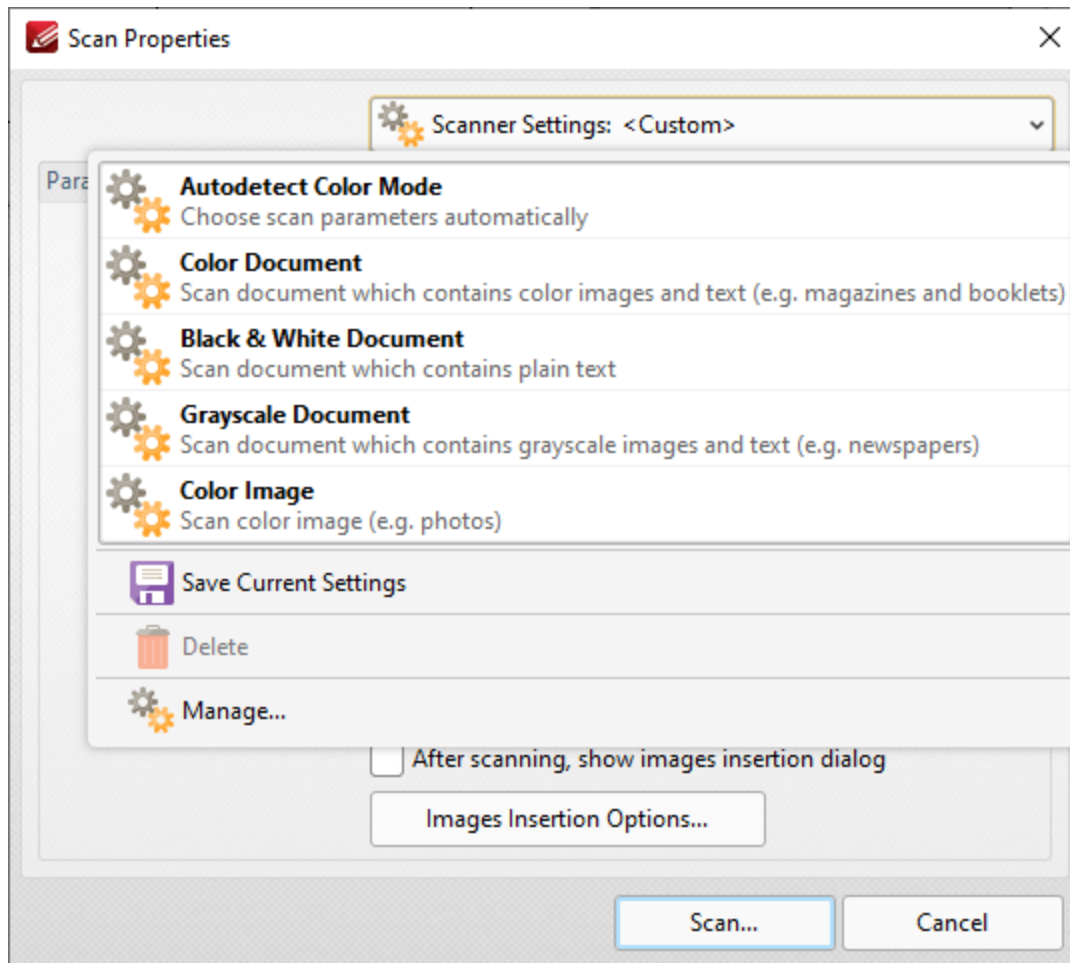 Scan Properties
Scanner Settings: <Custom>
Autodetect Color Mode
Choose scan parameters automatically
Color Document
Scan document which contains color images and text (e.g. magazines and booklets)
Black & White Document
Scan document which contains plain text
Grayscale Document
Scan document which contains grayscale images and text (e.g. newspapers)
Color Image
Scan color image (e.g. photos)
Save Current Settings
Delete
Manage...
After scanning, show images insertion dialog
Images Insertion Options...
Scan...
Cancel